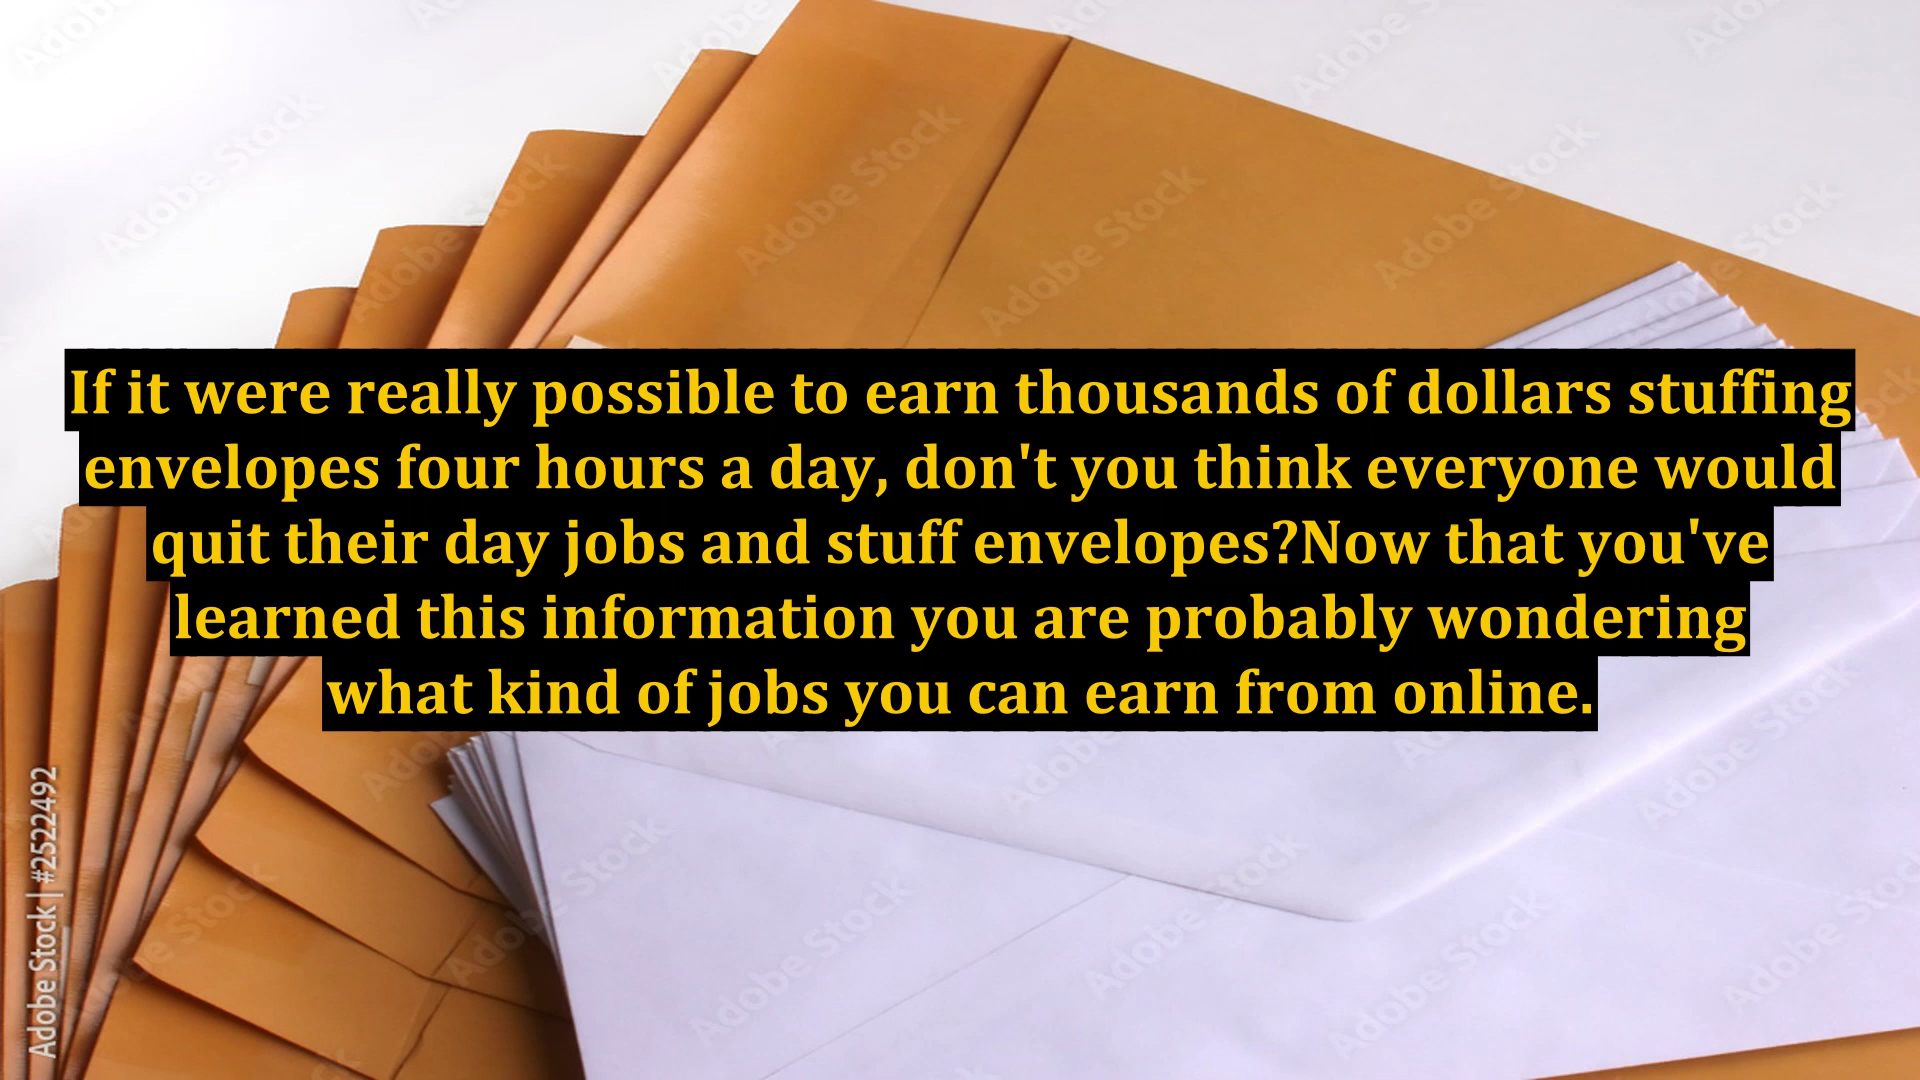 If it were really possible to earn thousands of dollars stuffing
envelopes four hours a day, don't you think everyone would
quit their day jobs and stuff envelopes?Now that you've
learned this information you are probably wondering
what kind of jobs you can earn from online.
Adobe Stock | #2522492
Adobe Stock